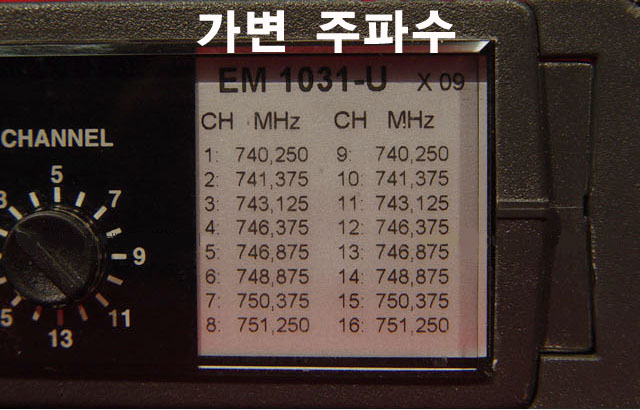 가변 주파수
EM 1031-U X 09
CH MHz CH MHz
1: 740,250 9: 740,250
2: 741,375 10: 741,375
3: 743,125 11: 743,125
4: 746,375 12: 746,375
5: 746,875 13: 746,875
6: 748,875 14: 748,875
7: 750,375 15: 750,375
8: 751,250 16: 751,250
CHANNEL
5
3 7
9
5 11
13